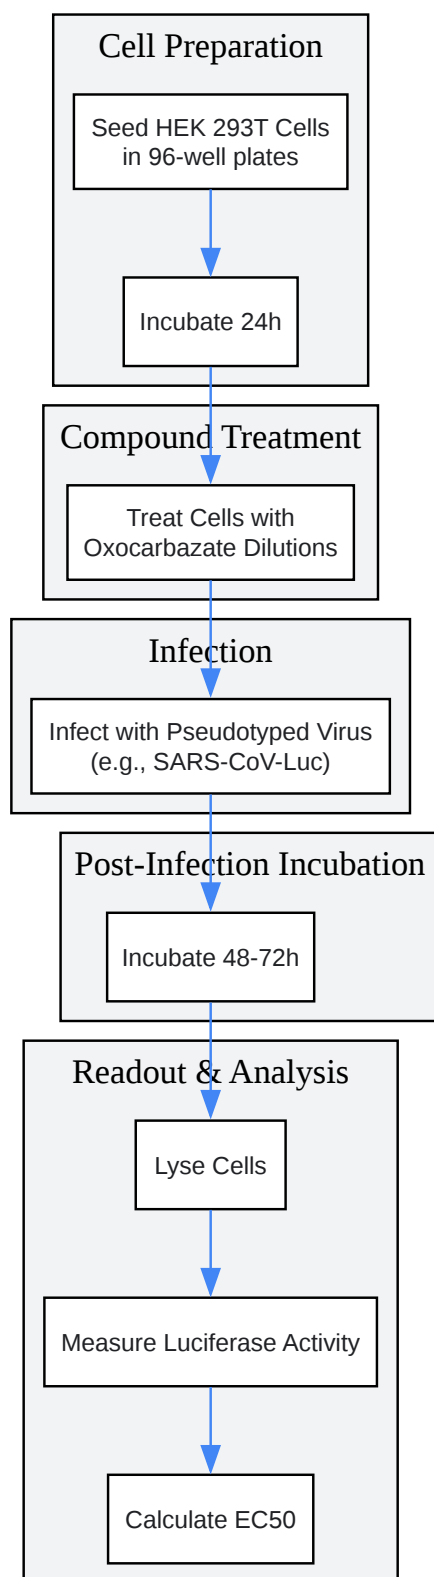 Cell Preparation
Seed HEK 293T Cells
in 96-well plates
Incubate 24h
Compound Treatment
Treat Cells with
Oxocarbazate Dilutions
Infection
Infect with Pseudotyped Virus
(e.g., SARS-CoV-Luc)
Post-Infection Incubation
Incubate 48-72h
Readout & Analysis
Lyse Cells
Measure Luciferase Activity
Calculate EC50